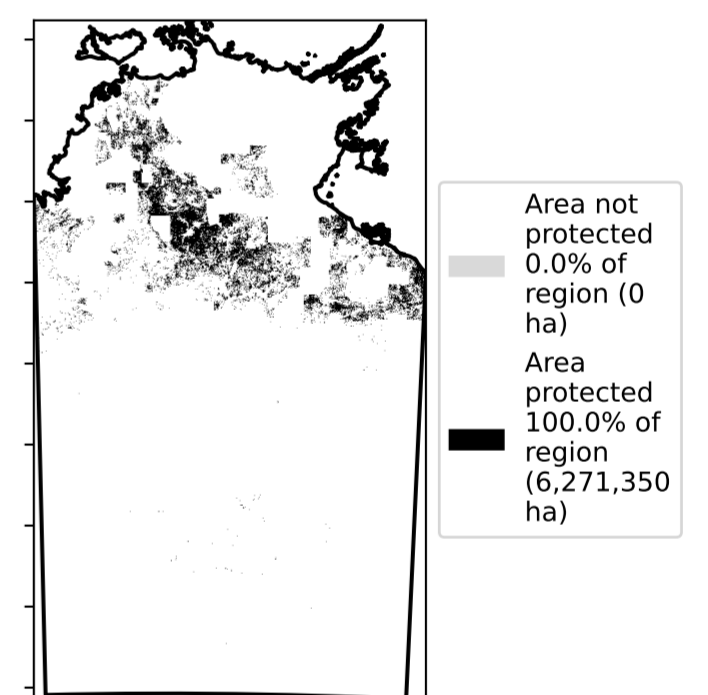 Area not
protected
0.0% of
region (0
ha)
Area
protected
100.0% of
region
(6,271,350
ha)